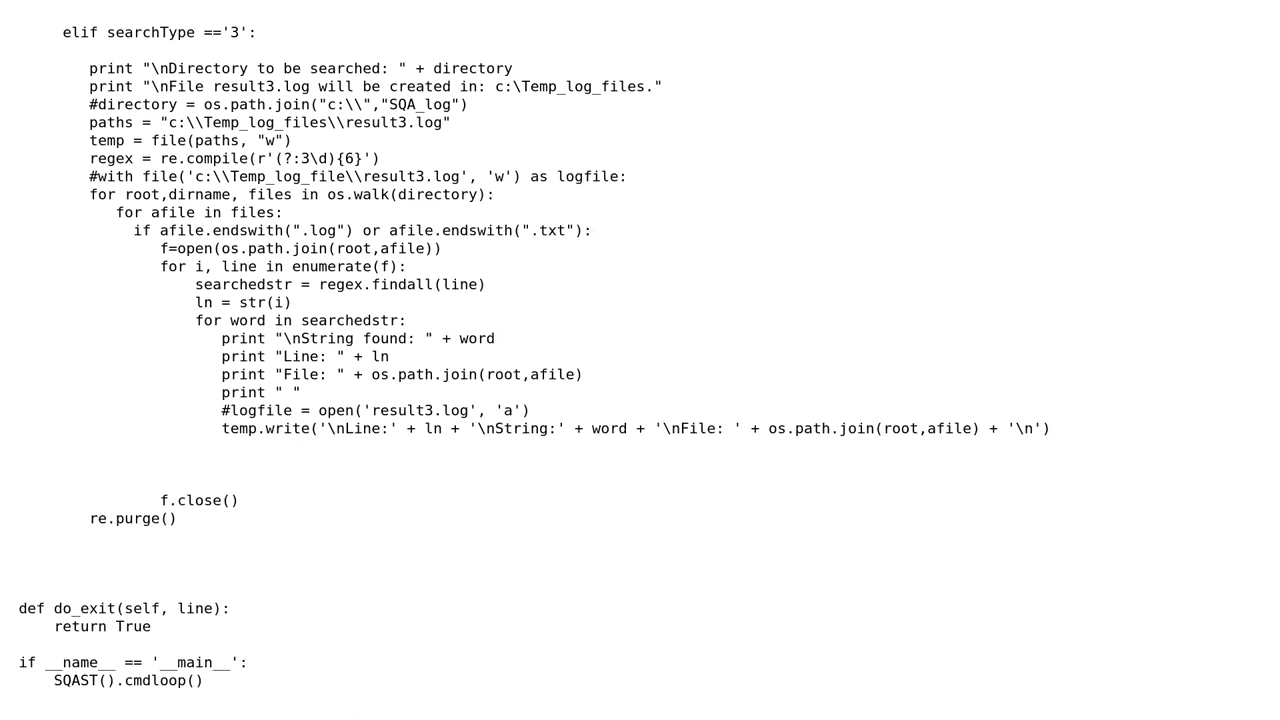 elif searchType =='3':
print "\nDirectory to be searched: " + directory
print "\nFile result3.log will be created in: c:\Temp_log_files."
#directory = os.path.join("c:\\","SQA_log")
paths = "c:\\Temp_log_files\\result3.log"
temp = file(paths, "w")
regex = re.compile(r'(?:3\d){6}')
#with file('c:\\Temp_log_file\\result3.log', 'w') as logfile:
for root,dirname, files in os.walk(directory):
for afile in files:
if afile.endswith(".log") or afile.endswith(".txt"):
f=open(os.path.join(root,afile))
for i, line in enumerate(f):
searchedstr = regex.findall(line)
ln = str(i)
for word in searchedstr:
print "\nString found: " + word
print "Line: " + ln
print "File: " + os.path.join(root,afile)
print " "
#logfile = open('result3.log', 'a')
temp.write('\nLine:' + ln + '\nString:' + word + '\nFile: ' + os.path.join(root,afile) + '\n')
f.close()
re.purge()
def do_exit(self, line):
return True
if __name__ == '__main__':
SQAST().cmdloop()